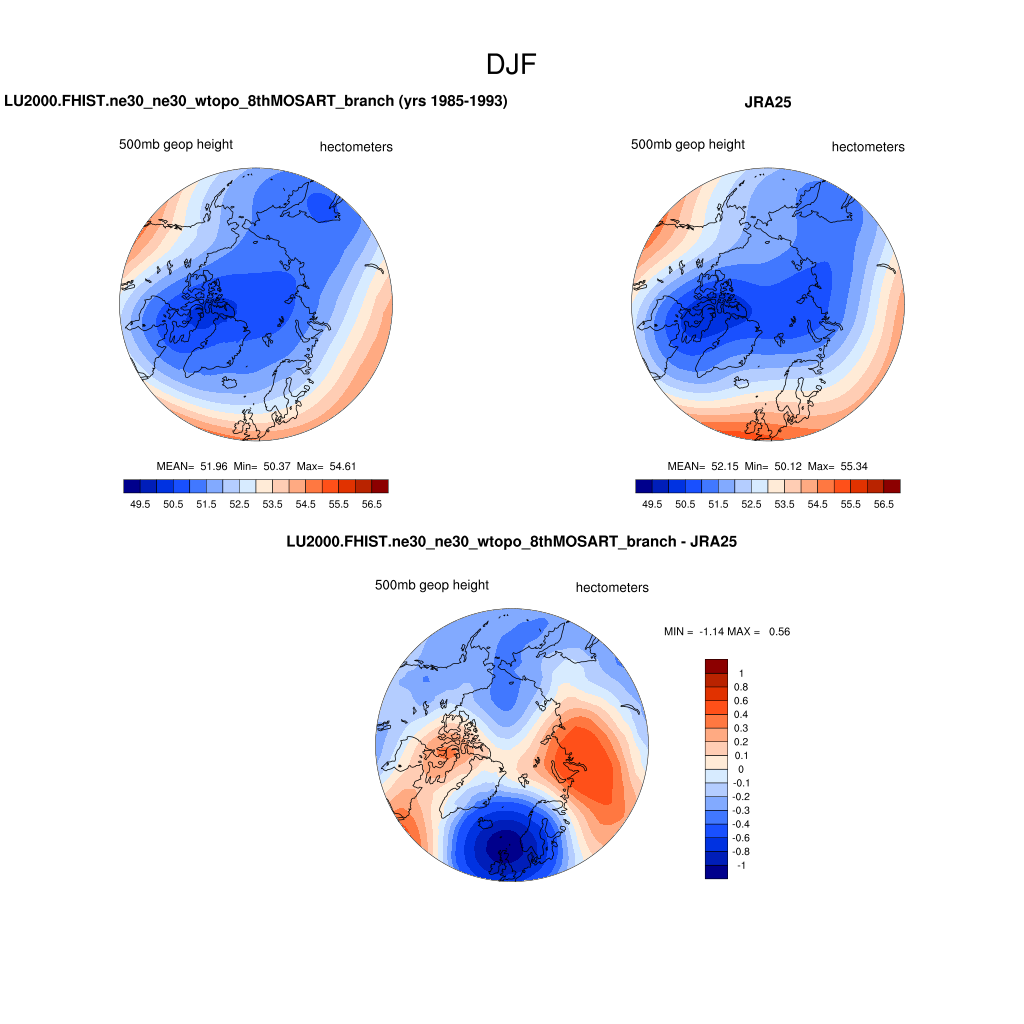 DJF
LU2000.FHIST.ne30_ne30_wtopo_8thMOSART_branch (yrs 1985-1993)
JRA25
500mb geop height hectometers
500mb geop height hectometers
MEAN= 51.96 Min= 50.37 Max= 54.61
MEAN= 52.15 Min= 50.12 Max= 55.34
49.5 50.5 51.5 52.5 53.5 54.5 55.5 56.5
49.5 50.5 51.5 52.5 53.5 54.5 55.5 56.5
LU2000.FHIST.ne30_ne30_wtopo_8thMOSART_branch - JRA25
500mb geop height hectometers
MIN = -1.14 MAX = 0.56
1
0.8
0.6
0.4
0.3
0.2
0.1
0
-0.1
-0.2
-0.3
-0.4
-0.6
-0.8
-1